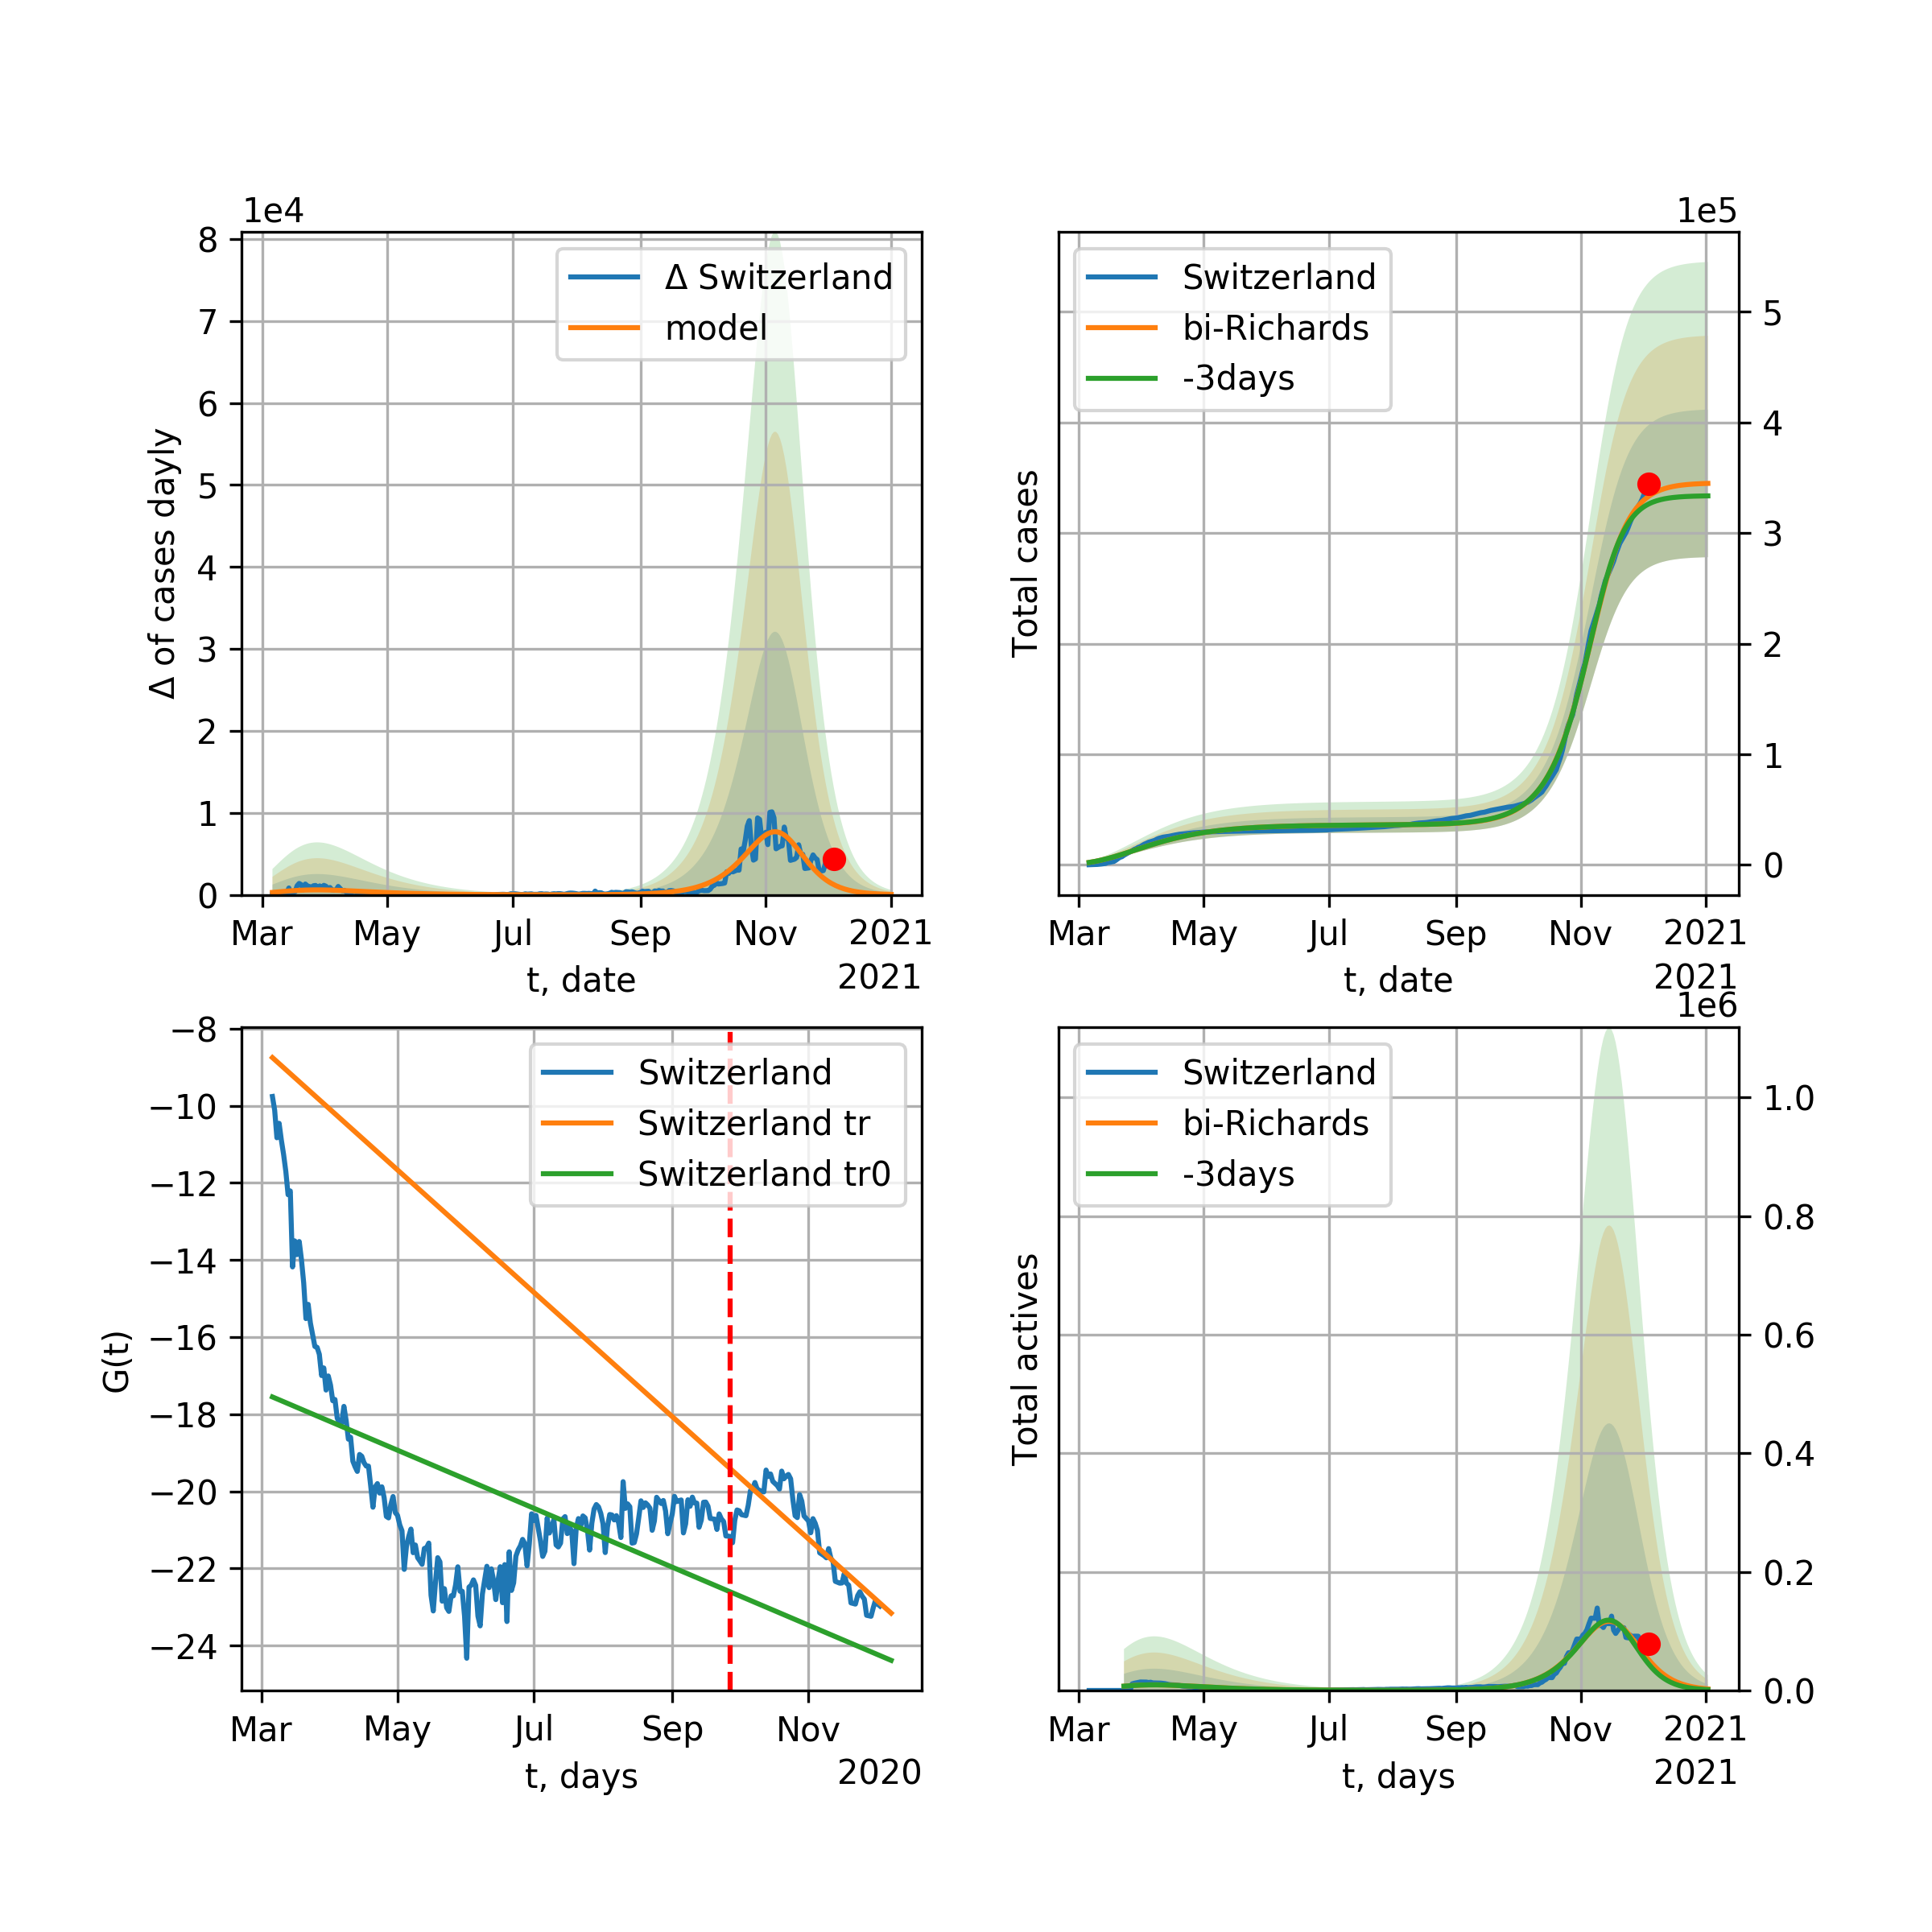 1e4
8
7
6
5
4
3
2
1
0
Δ of cases dayly
Δ Switzerland
model
Mar May Jul Sep Nov 2021
t, date 2021
1e5
Switzerland
bi-Richards
-3days
Total cases
5
4
3
2
1
0
Mar May Jul Sep Nov 2021
t, date 2021
−8
−10
−12
−14
−16
−18
−20
−22
−24
G(t)
Switzerland
Switzerland tr
Switzerland tr0
Mar May Jul Sep Nov
t, days 2020
1e6
Switzerland
bi-Richards
-3days
Total actives
1.0
0.8
0.6
0.4
0.2
0.0
Mar May Jul Sep Nov 2021
t, days 2021